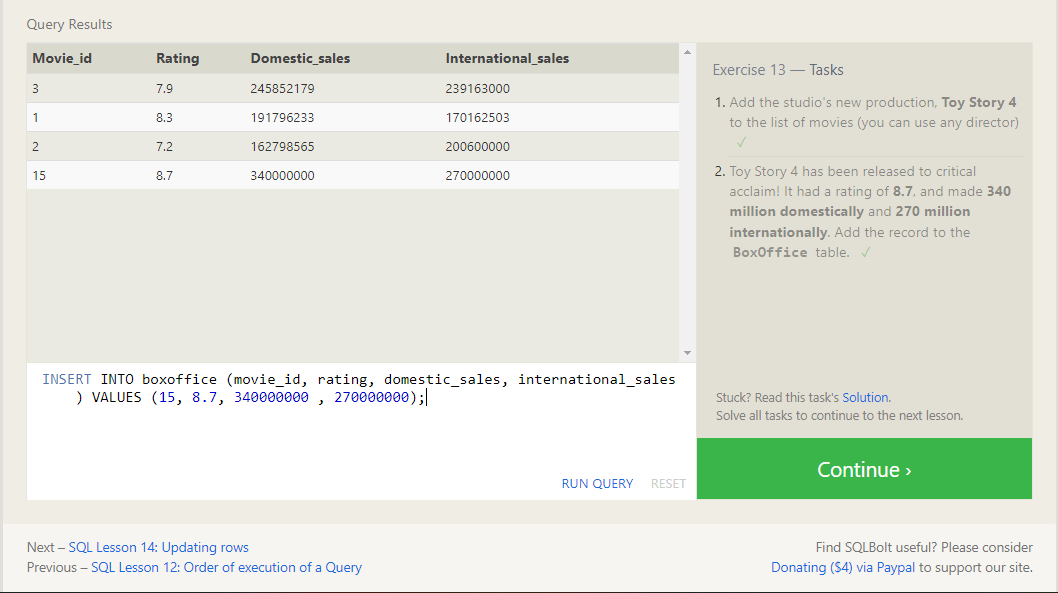 Query Results
Movie_id Rating Domestic_sales International_sales
3 7.9 245852179 239163000
1 8.3 191796233 170162503
2 7.2 162798565 200600000
15 8.7 340000000 270000000
INSERT INTO boxoffice (movie_id, rating, domestic_sales, international_sales
) VALUES (15, 8.7, 340000000 , 270000000);
RUN QUERY RESET
Exercise 13 — Tasks
1. Add the studio's new production, Toy Story 4
to the list of movies (you can use any director)
✓
2. Toy Story 4 has been released to critical
acclaim! It had a rating of 8.7, and made 340
million domestically and 270 million
internationally. Add the record to the
BoxOffice table. ✓
Stuck? Read this task's Solution.
Solve all tasks to continue to the next lesson.
Continue ›
Next – SQL Lesson 14: Updating rows
Previous – SQL Lesson 12: Order of execution of a Query
Find SQLBolt useful? Please consider
Donating ($4) via Paypal to support our site.